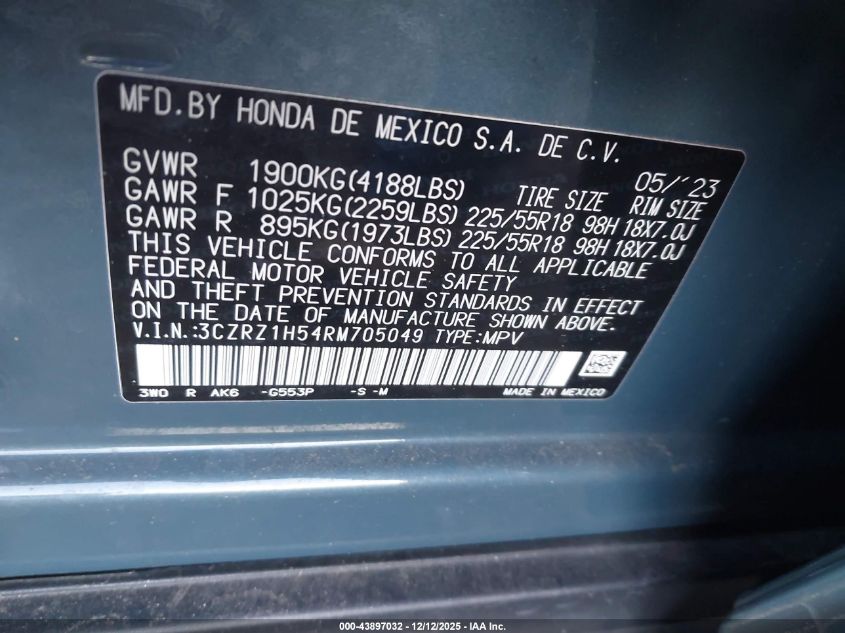 MFD.BY HONDA DE MEXICO S.A. DE C.V.
05/'23
GVWR 1900KG(4188LBS) TIRE SIZE RIM SIZE
GAWR F 1025KG(2259LBS) 225/55R18 98H 18X7.0J
GAWR R 895KG(1973LBS) 225/55R18 98H 18X7.0J
THIS VEHICLE CONFORMS TO ALL APPLICABLE
FEDERAL MOTOR VEHICLE SAFETY
AND THEFT PREVENTION STANDARDS IN EFFECT
ON THE DATE OF MANUFACTURE SHOWN ABOVE.
V.I.N.:3CZRZ1H54RM705049 TYPE:MPV
3WO R AK6 -G553P -S -M MADE IN MEXICO
000-43897032 - 12/12/2025 - IAA Inc.